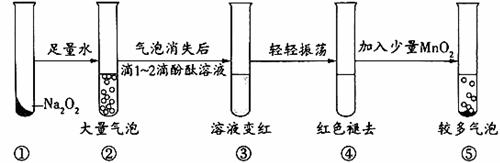 足量水 气泡消失后 轻轻振荡 加入少量MnO₂
滴1~2滴酚酞溶液
Na₂O₂
大量气泡 溶液变红 红色褪去 较多气泡
① ② ③ ④ ⑤